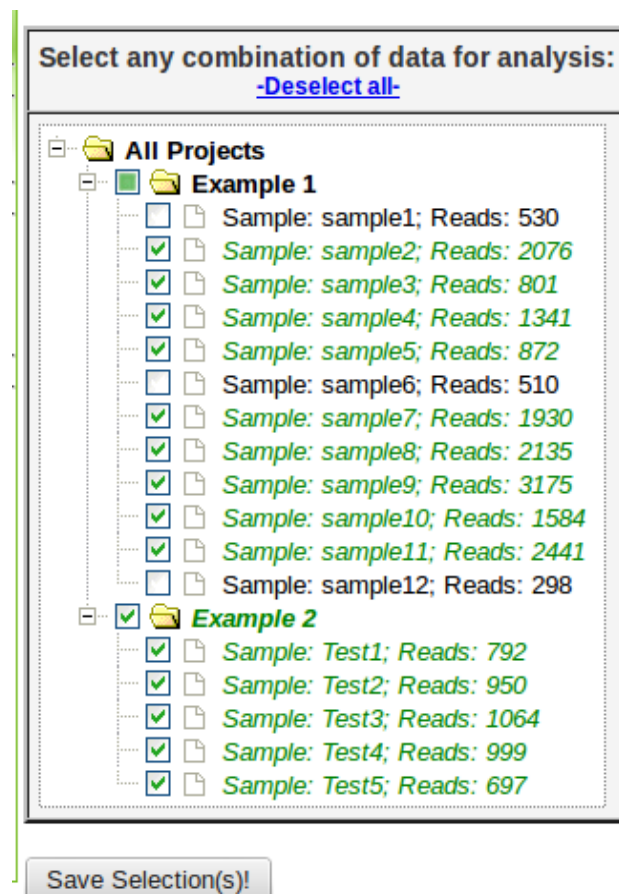 Select any combination of data for analysis:
-Deselect all-
All Projects
Example 1
Sample: sample1; Reads: 530
Sample: sample2; Reads: 2076
Sample: sample3; Reads: 801
Sample: sample4; Reads: 1341
Sample: sample5; Reads: 872
Sample: sample6; Reads: 510
Sample: sample7; Reads: 1930
Sample: sample8; Reads: 2135
Sample: sample9; Reads: 3175
Sample: sample10; Reads: 1584
Sample: sample11; Reads: 2441
Sample: sample12; Reads: 298
Example 2
Sample: Test1; Reads: 792
Sample: Test2; Reads: 950
Sample: Test3; Reads: 1064
Sample: Test4; Reads: 999
Sample: Test5; Reads: 697
Save Selection(s)!